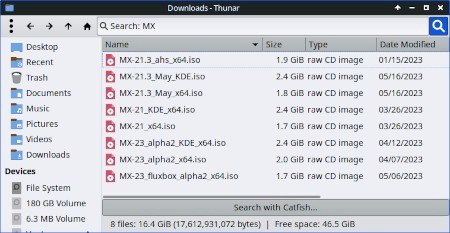 Downloads - Thunar
Search: MX
Desktop
Recent
Trash
Documents
Music
Pictures
Videos
Downloads
Devices
File System
180 GB Volume
6.3 MB Volume
Name Size Type Date Modified
MX-21.3_ahs_x64.iso 1.9 GiB raw CD image 01/15/2023
MX-21.3_May_KDE.iso 2.4 GiB raw CD image 05/16/2023
MX-21.3_May_x64.iso 1.8 GiB raw CD image 05/16/2023
MX-21_KDE_x64.iso 2.4 GiB raw CD image 03/26/2023
MX-21_x64.iso 1.7 GiB raw CD image 03/26/2023
MX-23_alpha2_KDE_x64.iso 2.4 GiB raw CD image 04/12/2023
MX-23_alpha2_x64.iso 2.0 GiB raw CD image 04/07/2023
MX-23_fluxbox_alpha2_x64.iso 1.7 GiB raw CD image 05/06/2023
Search with Catfish...
8 files: 16.4 GiB (17,612,931,072 bytes) | Free space: 46.5 GiB